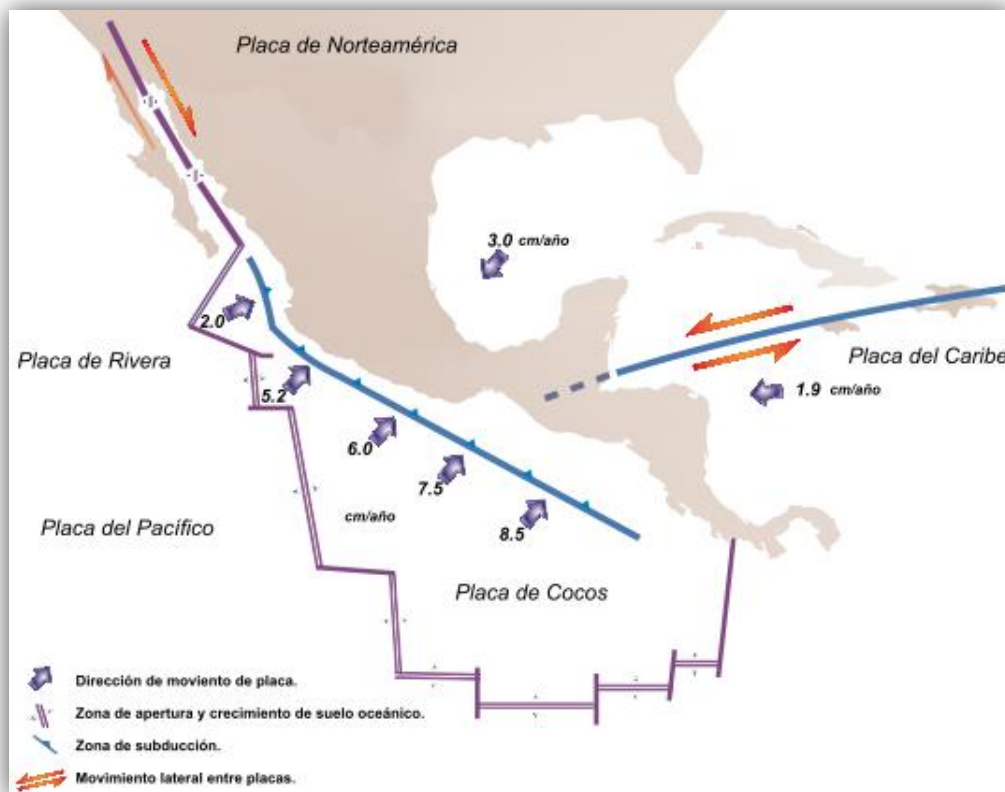 Placa de Norteamérica
3.0 cm/año
2.0
Placa de Rivera
Placa del Caribe
5.2
1.9 cm/año
6.0
7.5
cm/año
8.5
Placa del Pacífico
Placa de Cocos
Dirección de moviento de placa.
Zona de apertura y crecimiento de suelo oceánico.
Zona de subducción.
Movimiento lateral entre placas.